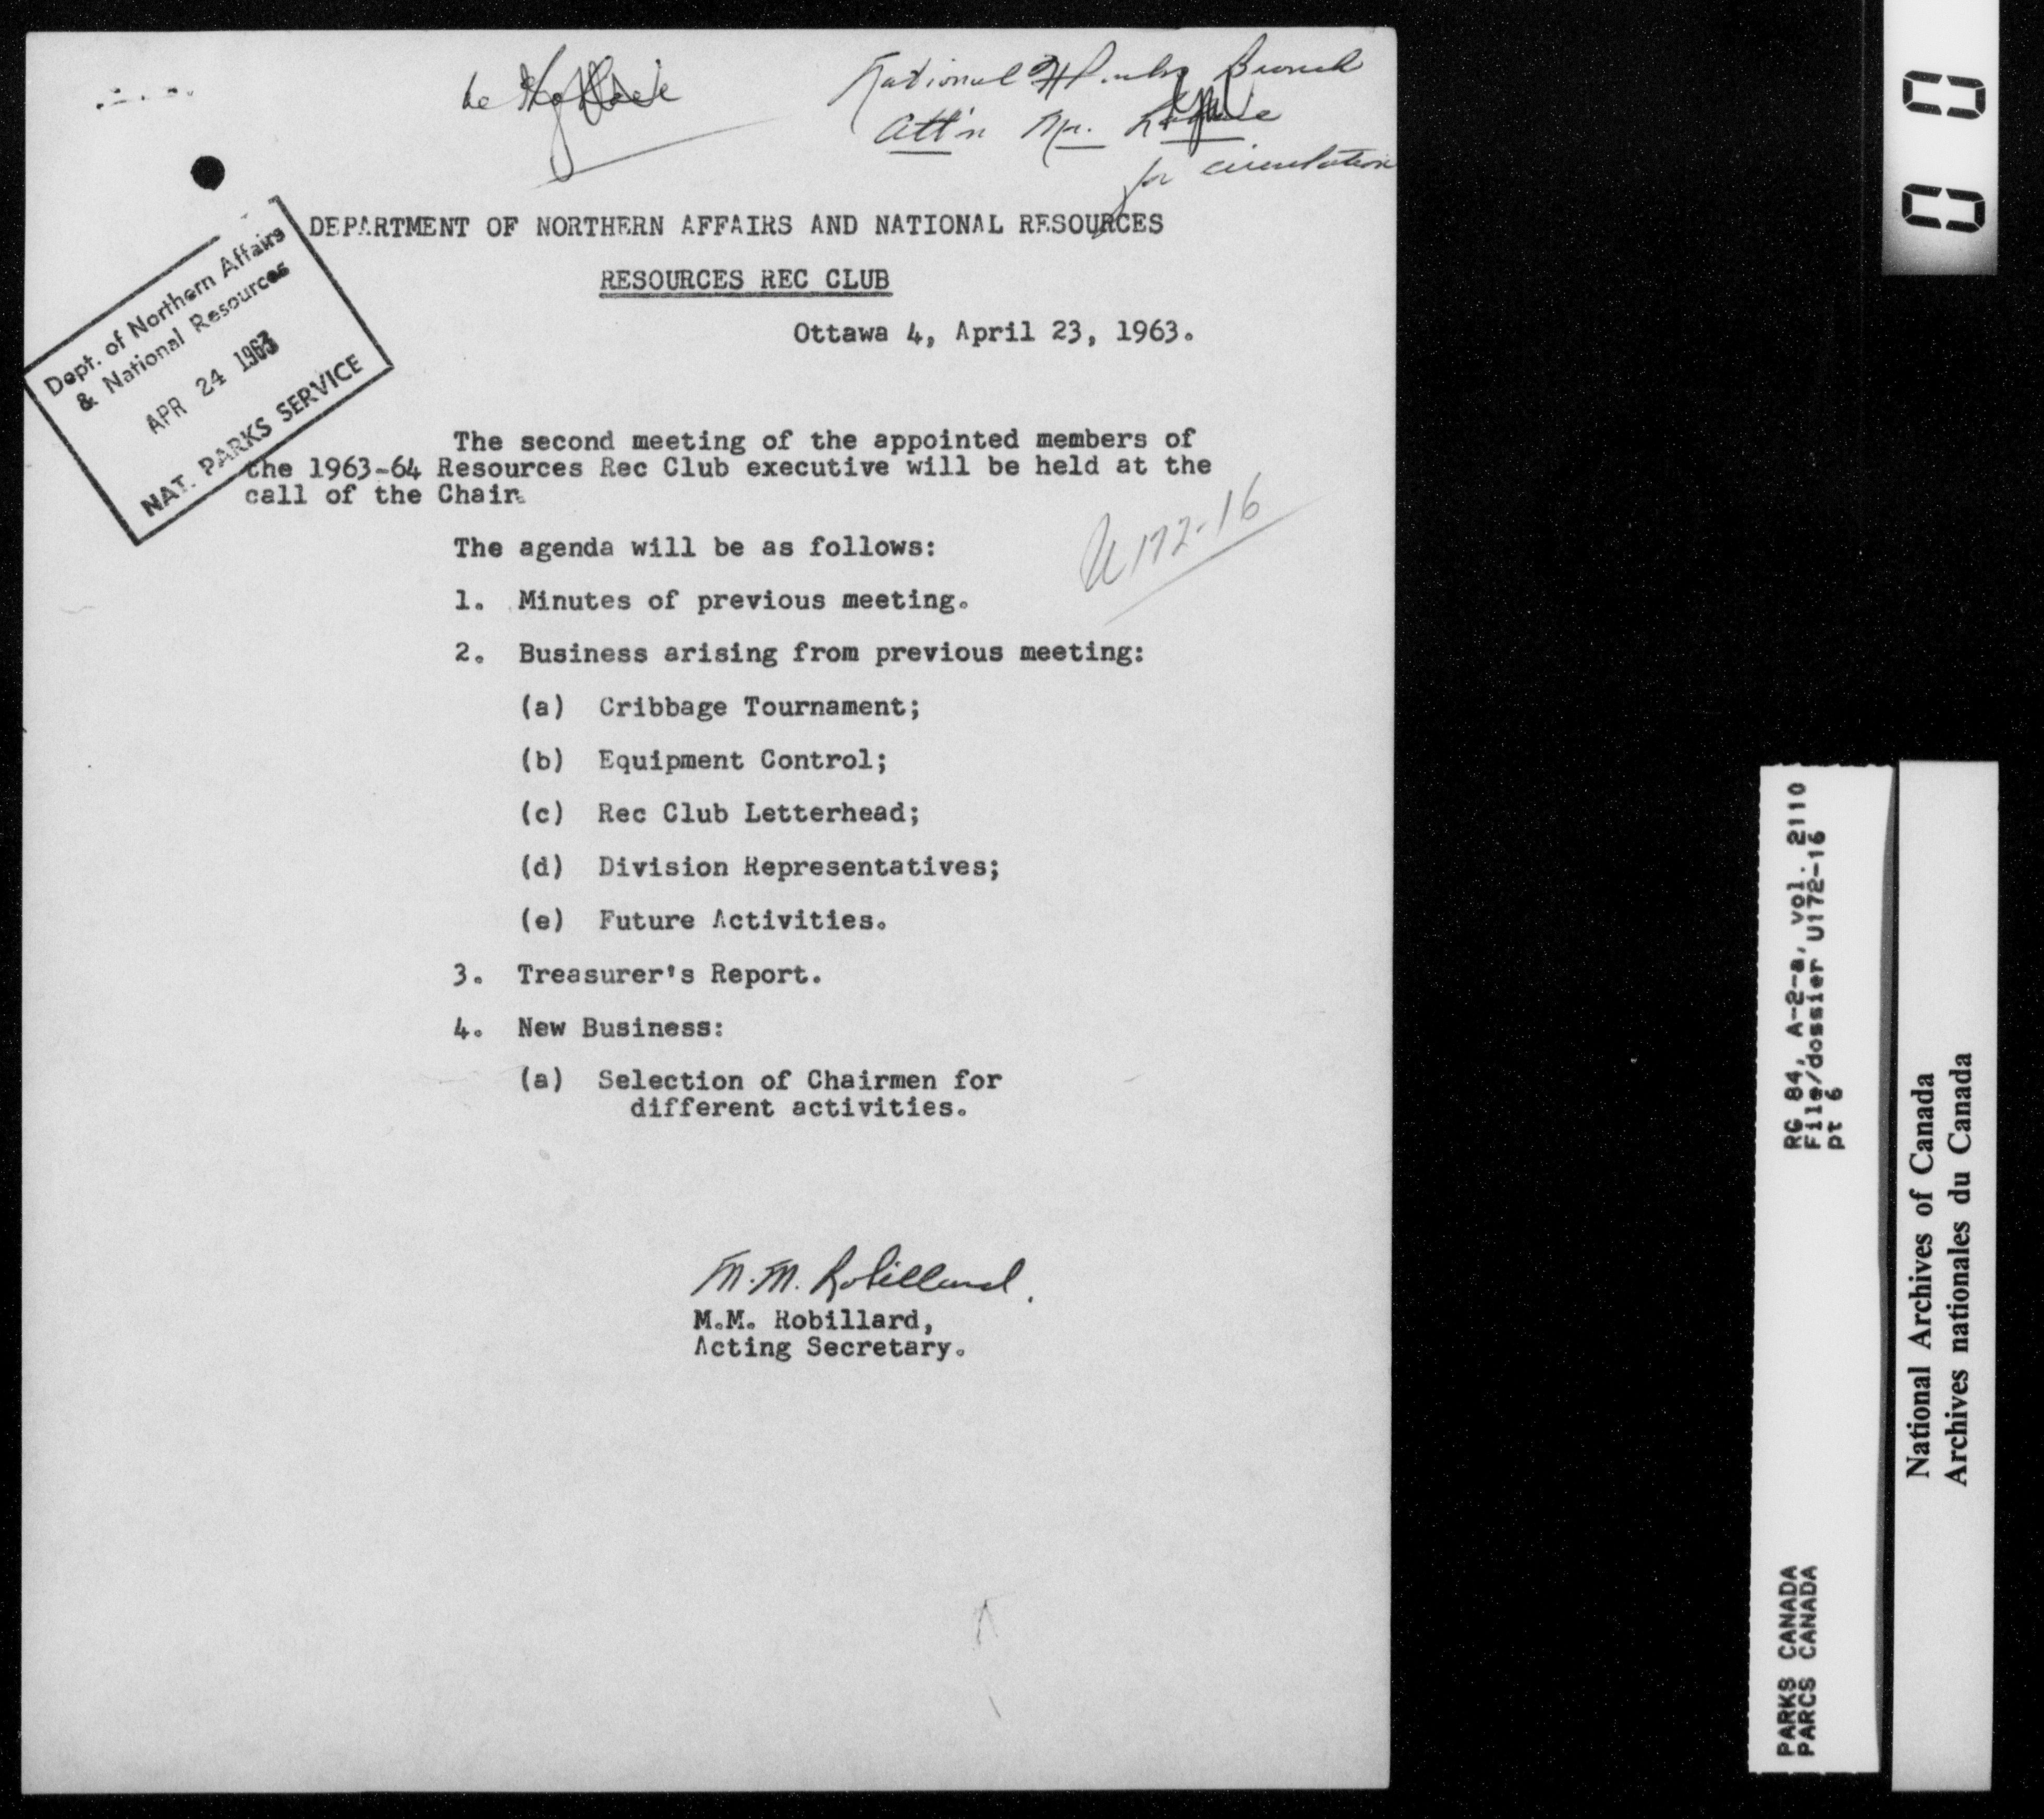 National Parks Branch
Att'n Mr.
for circulation
DEPARTMENT OF NORTHERN AFFAIRS AND NATIONAL RESOURCES
RESOURCES REC CLUB
Ottawa 4, April 23, 1963.
Dept. of Northern Affairs
& National Resources
APR 24 1963
NAT. PARKS SERVICE
The second meeting of the appointed members of
the 1963-64 Resources Rec Club executive will be held at the
call of the Chair.
U172-16
The agenda will be as follows:
1. Minutes of previous meeting.
2. Business arising from previous meeting:
(a) Cribbage Tournament;
(b) Equipment Control;
(c) Rec Club Letterhead;
(d) Division Representatives;
(e) Future Activities.
3. Treasurer's Report.
4. New Business:
(a) Selection of Chairmen for
different activities.
M.M. Robillard.
M.M. Robillard,
Acting Secretary.
RG 84, A-2-a, vol. 2110
File/dossier U172-16
pt 6
PARKS CANADA
PARCS CANADA
National Archives of Canada
Archives nationales du Canada